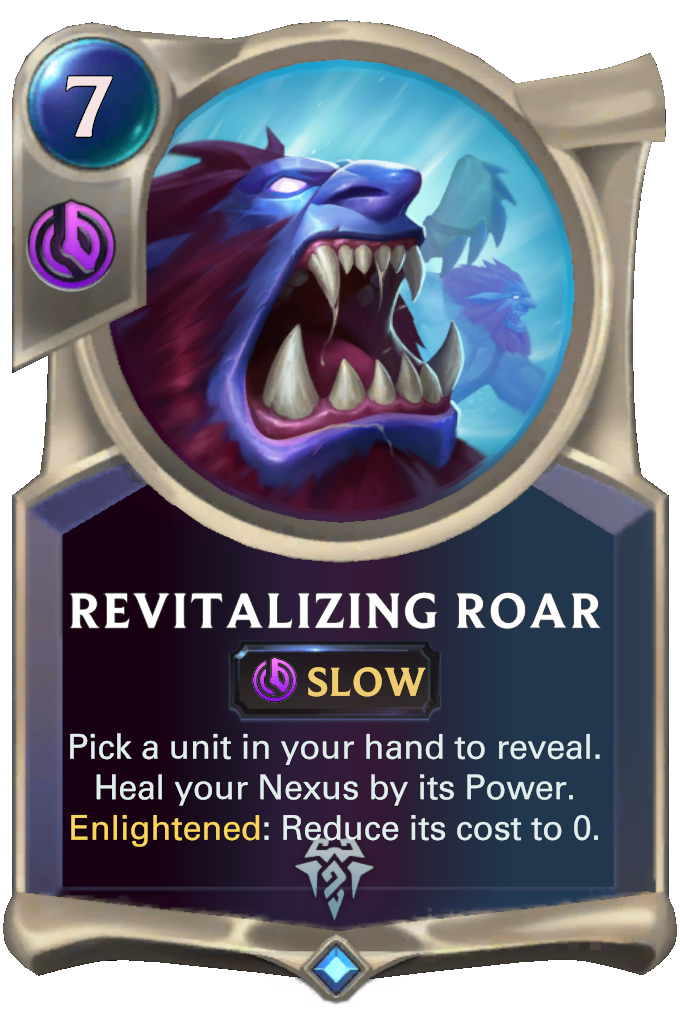 7
REVITALIZING ROAR
SLOW
Pick a unit in your hand to reveal.
Heal your Nexus by its Power.
Enlightened: Reduce its cost to 0.